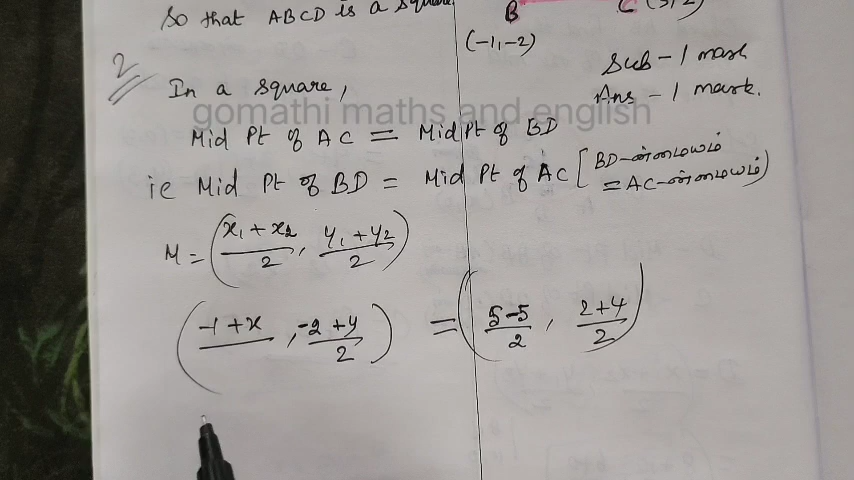 So that ABCD is a square
B
(-1,-2)
Sub - 1 mark
Ans - 1 mark.
2
In a square,
gomathi maths and english
Mid Pt of AC = Mid Pt of BD
ie Mid Pt of BD = Mid Pt of AC [BD-ன் மையம்
= AC-ன் மையம்)
M = (x₁ + x₂/2, y₁ + y₂/2)
(-1 + x, -2 + y/2) = (5-5/2, 2+4/2)